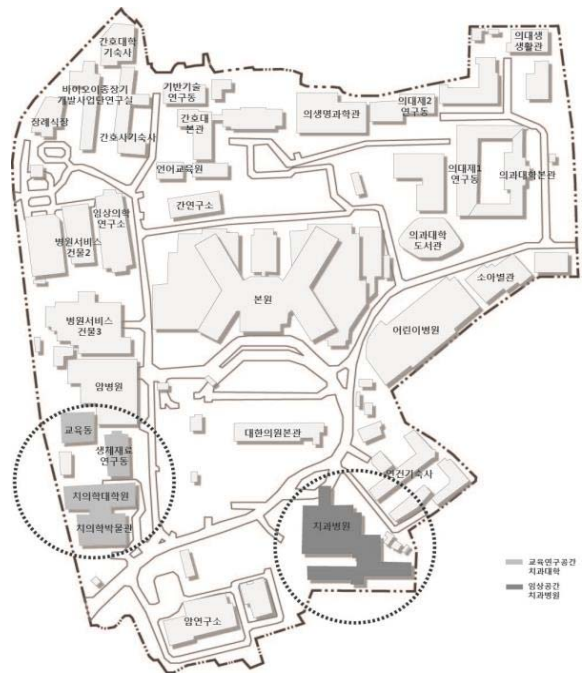 간호대학
기숙사
의대생
생활관
바이오이종장기
개발사업단연구실
기반기술
연구동
의생명과학관
의대제2
연구동
장례식장
간호사기숙사
간호대
본관
언어교육원
의대제1
연구동
의과대학본관
임상의학
연구소
간연구소
병원서비스
건물2
의과대학
도서관
소아별관
본원
병원서비스
건물3
어린이병원
암병원
교육동
대한의원본관
생체재료
연구동
연건기숙사
치의학대학원
치과병원
치의학박물관
교육연구공간
치과대학
임상공간
치과병원
암연구소